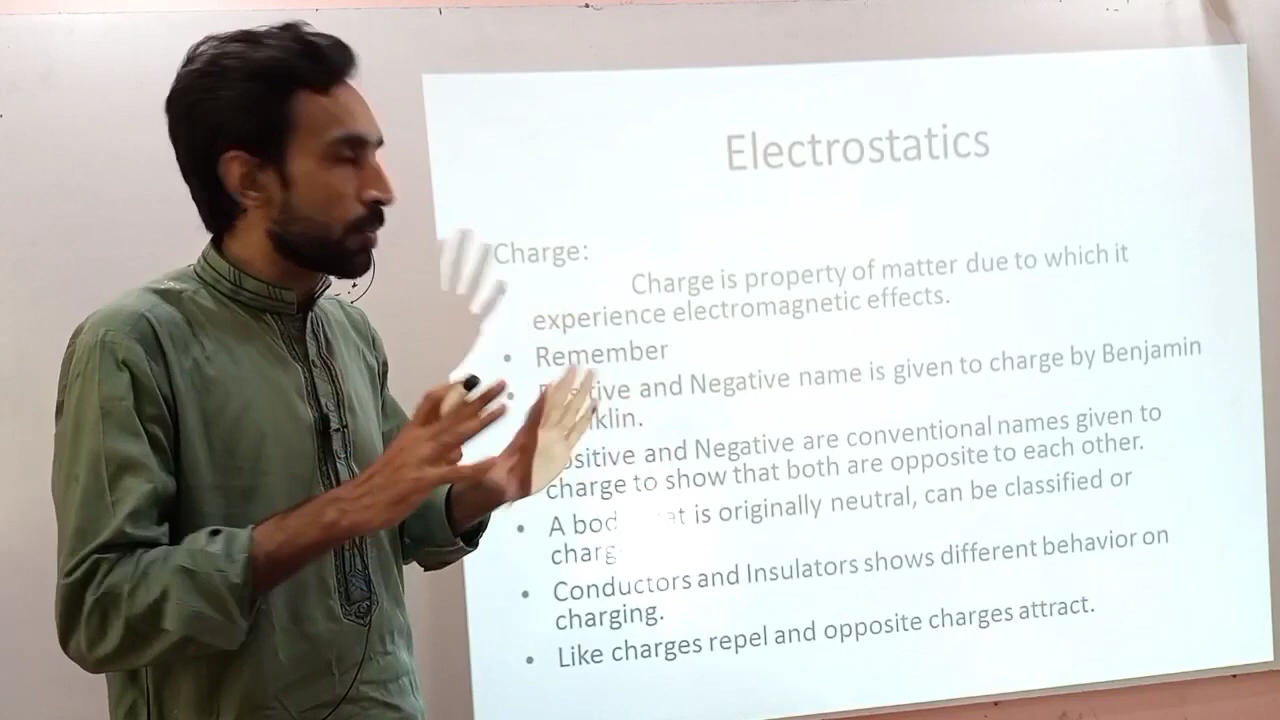 Electrostatics
Charge:
Charge is property of matter due to which it
experience electromagnetic effects.
• Remember
• and Negative name is given to charge by Benjamin
Positive and Negative are conventional names given to
charge to show that both are opposite to each other.
• A is originally neutral, can be classified or
• Conductors and Insulators shows different behavior on
charging.
• Like charges repel and opposite charges attract.